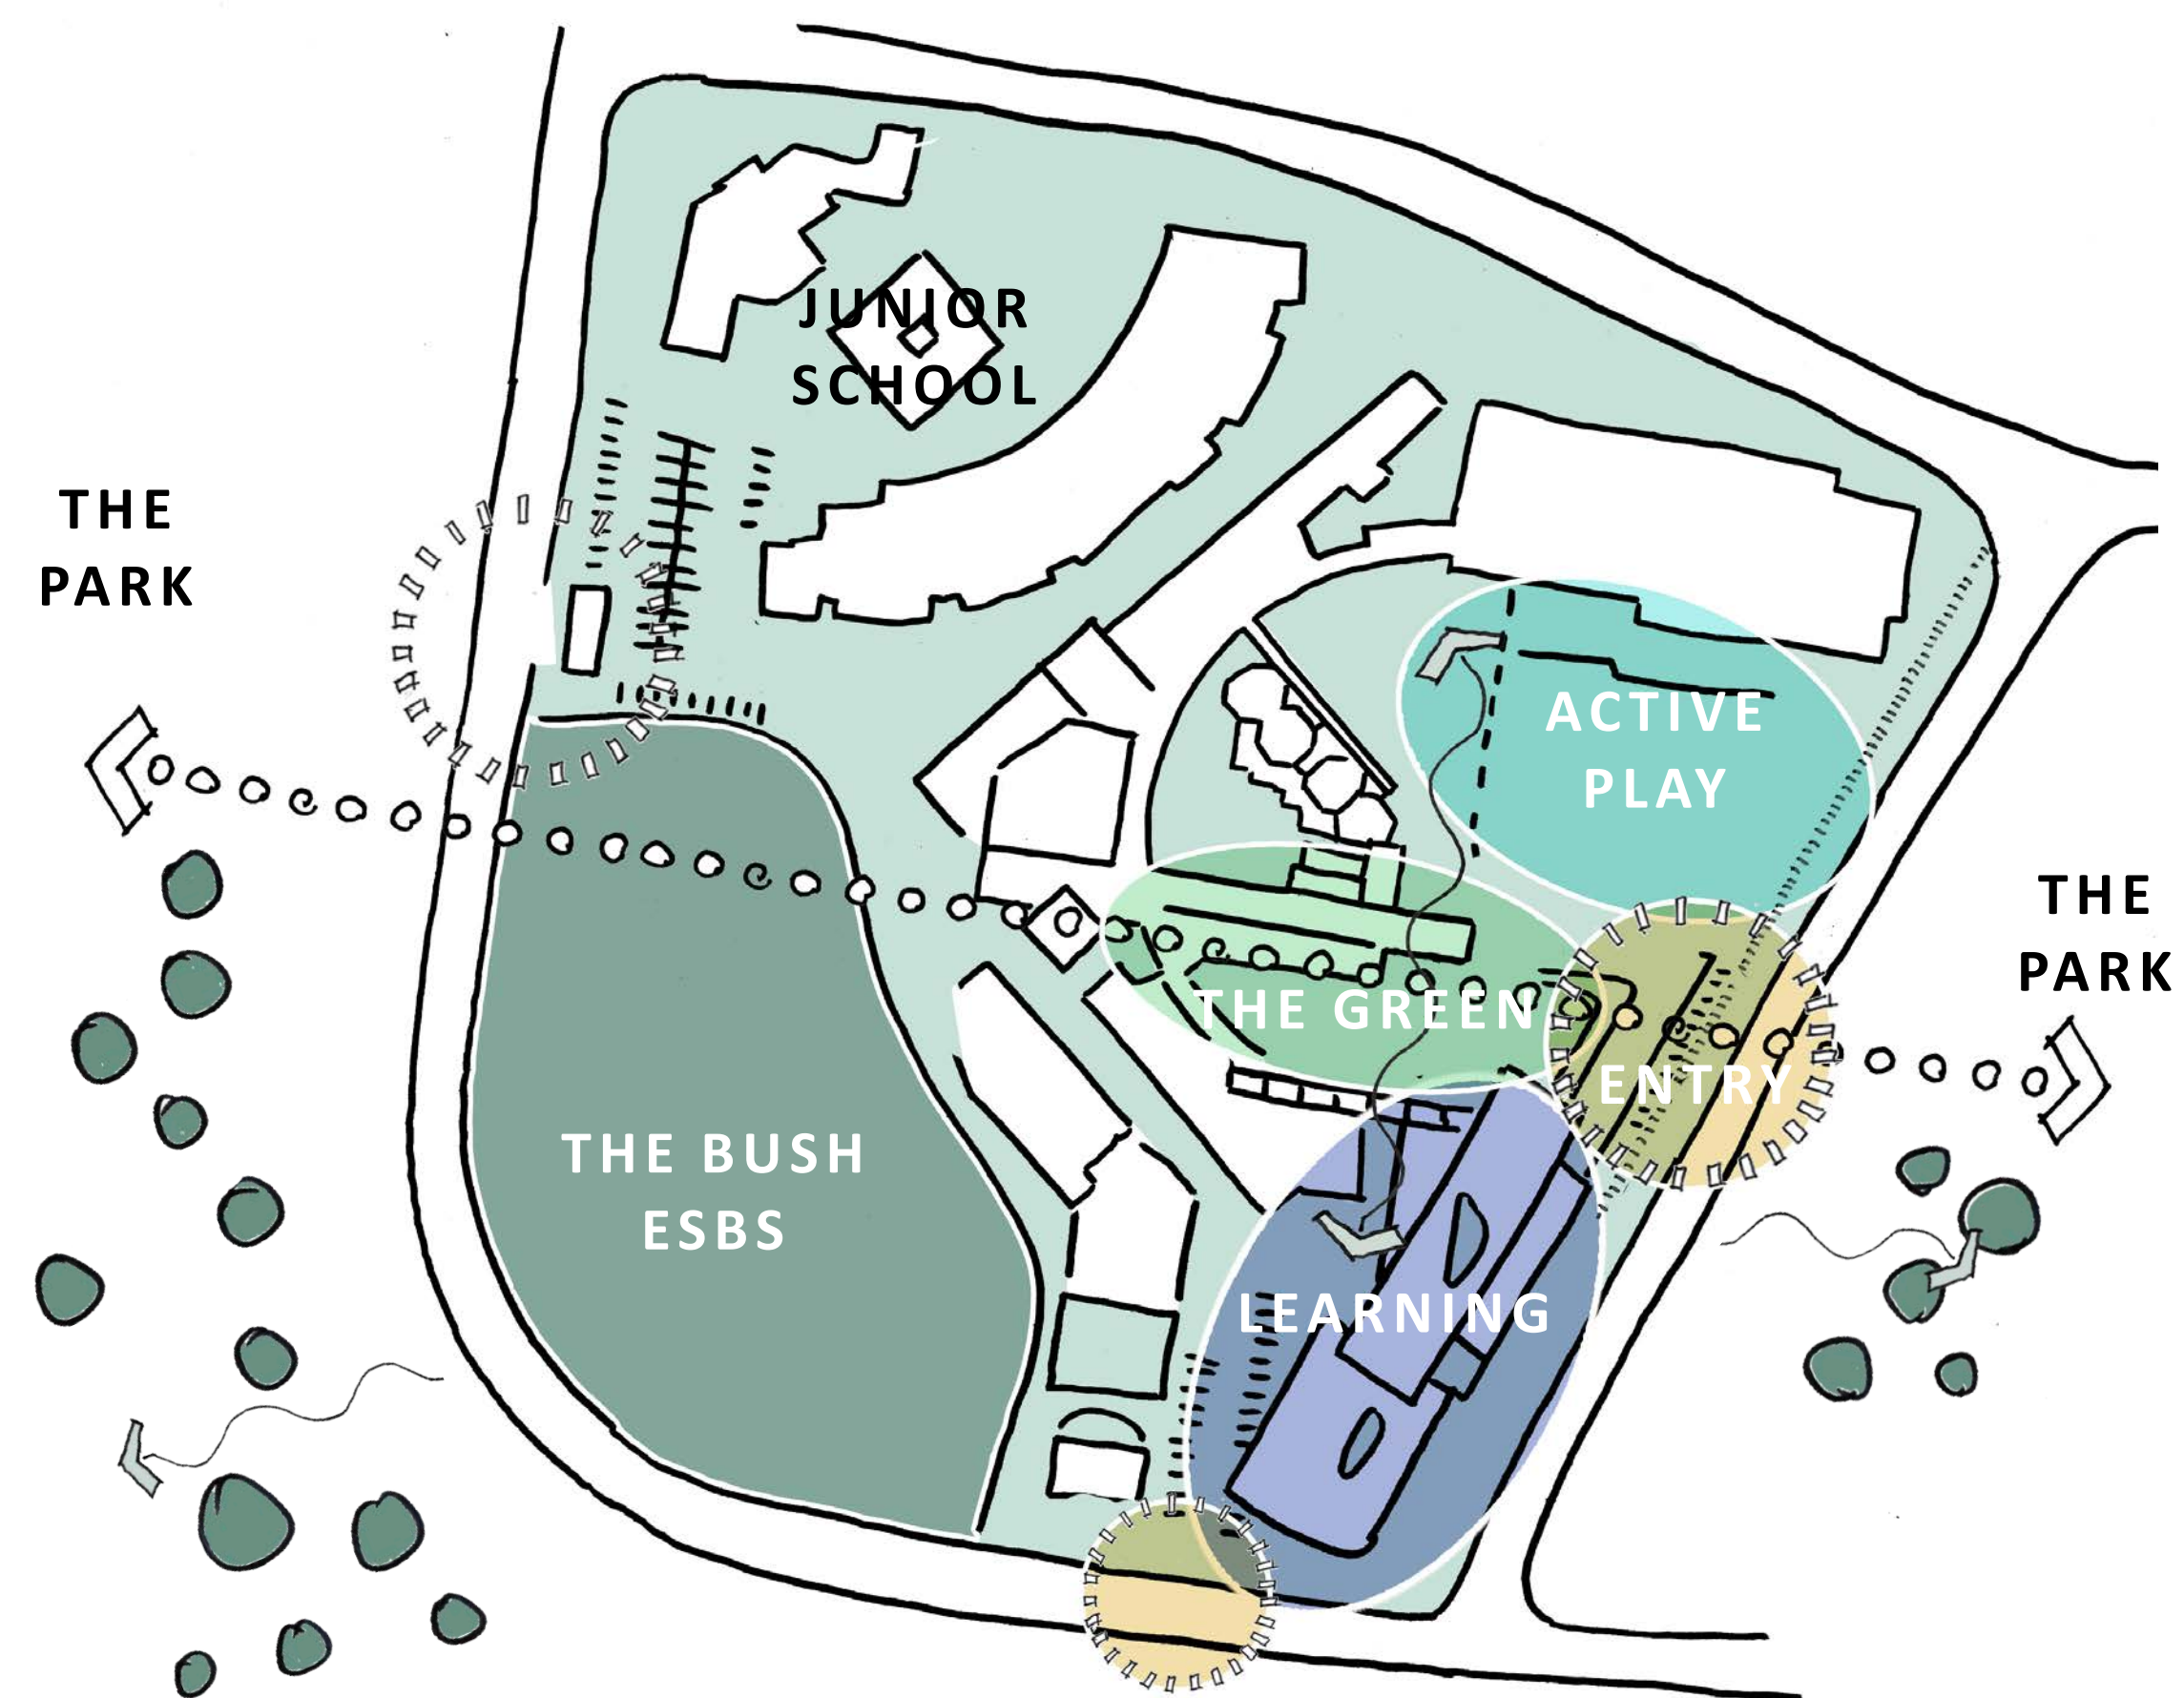 JUNIOR
SCHOOL
THE
PARK
ACTIVE
PLAY
THE
PARK
THE GREEN
ENTRY
THE BUSH
ESBS
LEARNING